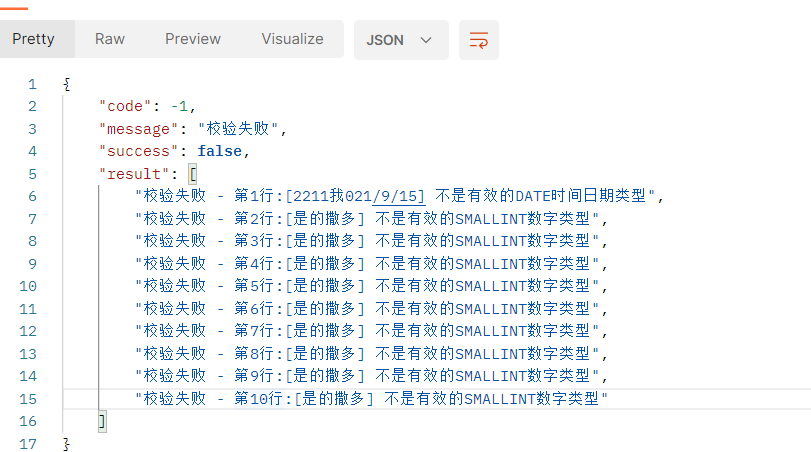 Pretty Raw Preview Visualize JSON
1 {
2 "code": -1,
3 "message": "校验失败",
4 "success": false,
5 "result": [
6 "校验失败 - 第1行:[2211我021/9/15] 不是有效的DATE时间日期类型",
7 "校验失败 - 第2行:[是的撒多] 不是有效的SMALLINT数字类型",
8 "校验失败 - 第3行:[是的撒多] 不是有效的SMALLINT数字类型",
9 "校验失败 - 第4行:[是的撒多] 不是有效的SMALLINT数字类型",
10 "校验失败 - 第5行:[是的撒多] 不是有效的SMALLINT数字类型",
11 "校验失败 - 第6行:[是的撒多] 不是有效的SMALLINT数字类型",
12 "校验失败 - 第7行:[是的撒多] 不是有效的SMALLINT数字类型",
13 "校验失败 - 第8行:[是的撒多] 不是有效的SMALLINT数字类型",
14 "校验失败 - 第9行:[是的撒多] 不是有效的SMALLINT数字类型",
15 "校验失败 - 第10行:[是的撒多] 不是有效的SMALLINT数字类型"
16 ]
17 }